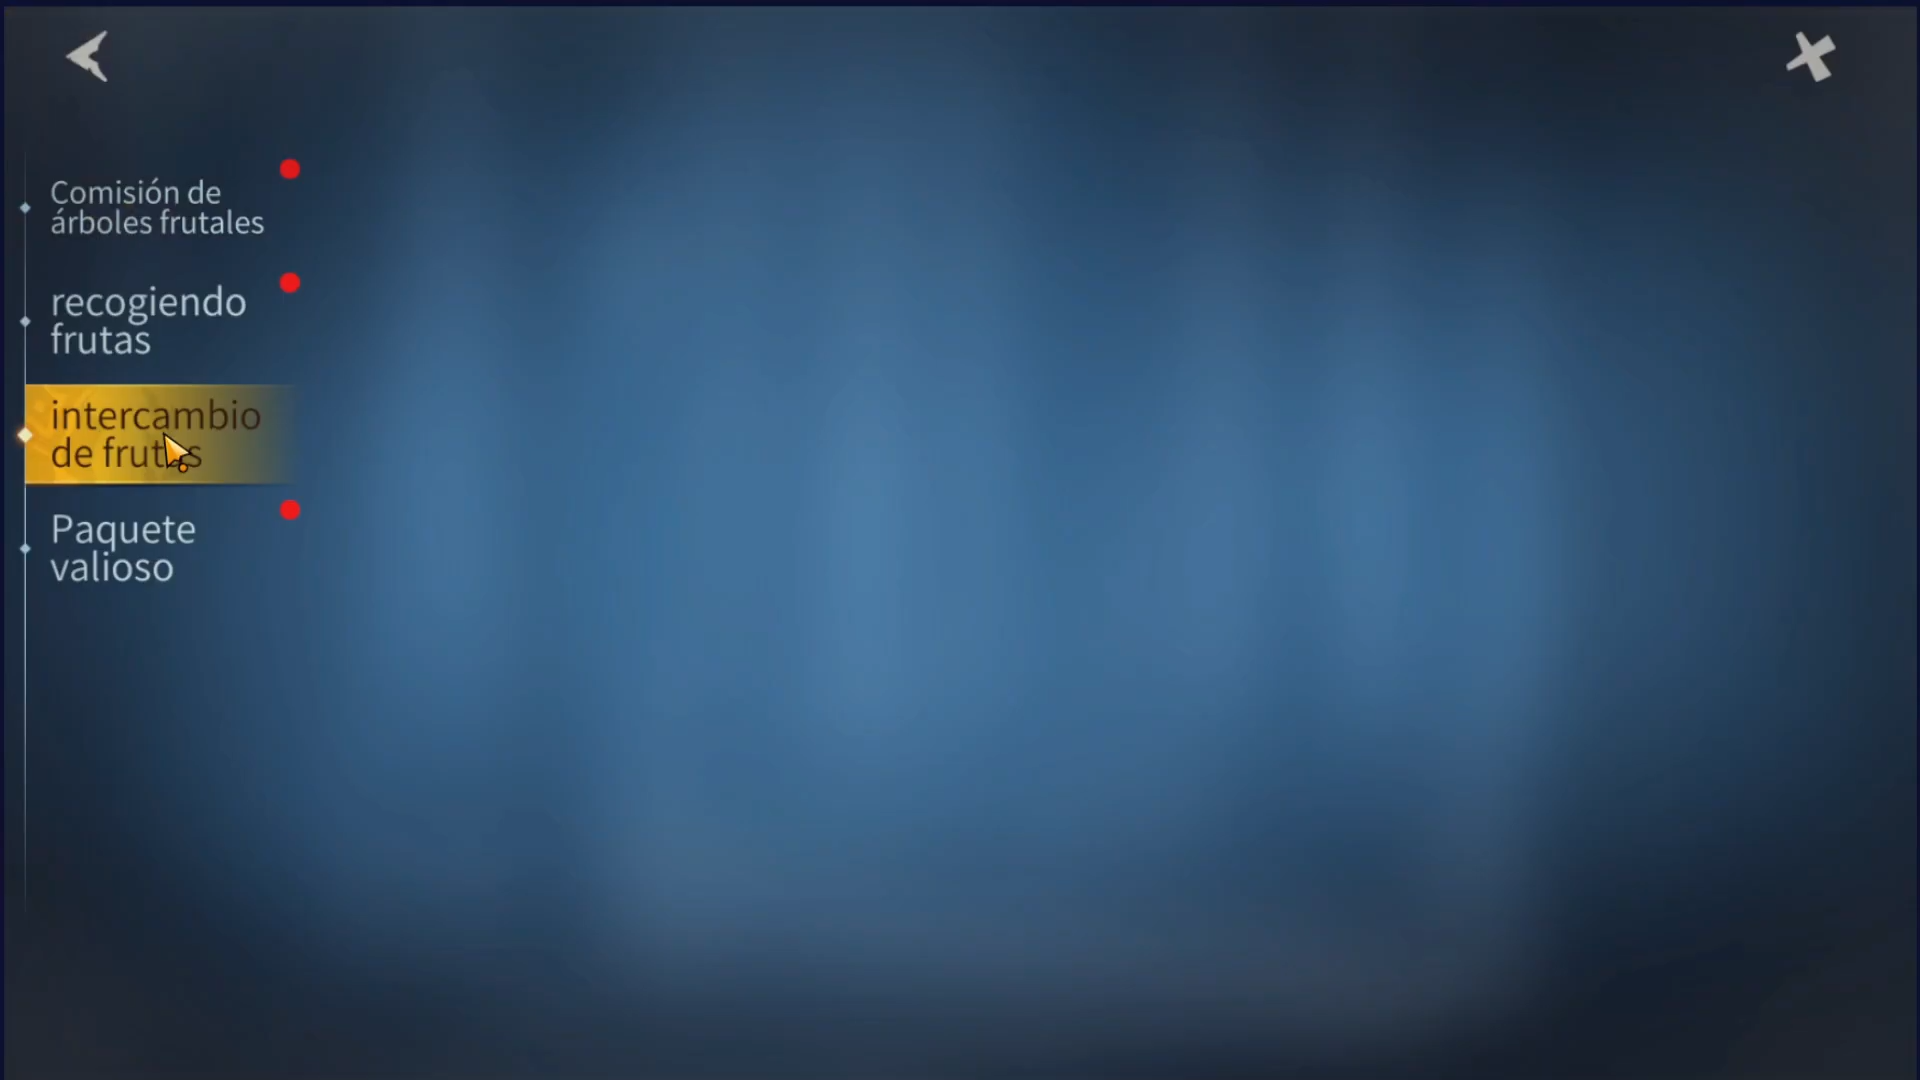 Comisión de
árboles frutales
recogiendo
frutas
intercambio
de frutas
Paquete
valioso